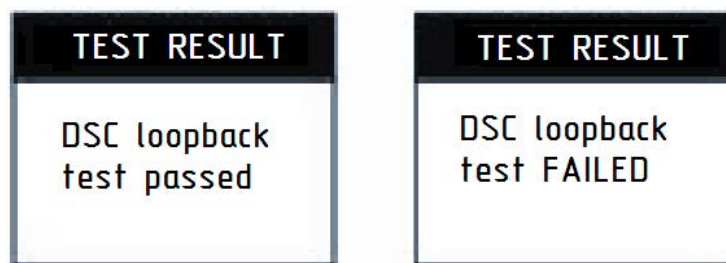 TEST RESULT
DSC loopback
test passed
TEST RESULT
DSC loopback
test FAILED